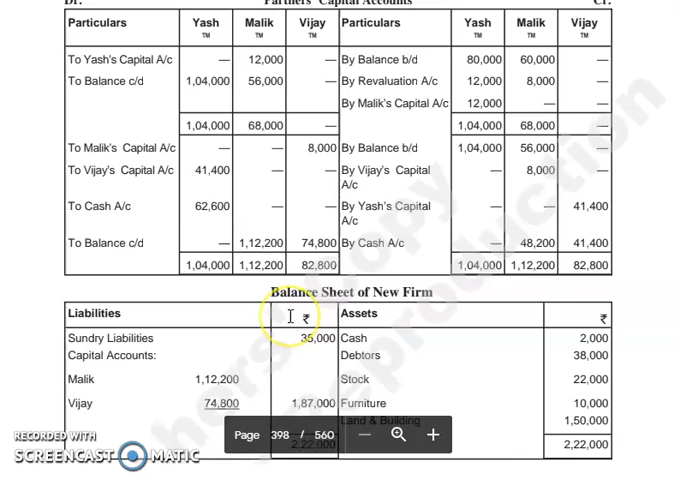 Dr. Partners' Capital Accounts Cr.
Particulars Yash Malik Vijay Particulars Yash Malik Vijay
TM TM TM TM TM TM
To Yash's Capital A/c — 12,000 — By Balance b/d 80,000 60,000 —
To Balance c/d 1,04,000 56,000 — By Revaluation A/c 12,000 8,000 —
By Malik's Capital A/c 12,000 — —
1,04,000 68,000 — 1,04,000 68,000 —
To Malik's Capital A/c — — 8,000 By Balance b/d 1,04,000 56,000 —
To Vijay's Capital A/c 41,400 — — By Vijay's Capital — 8,000 —
A/c
To Cash A/c 62,600 — — By Yash's Capital — — 41,400
A/c
To Balance c/d — 1,12,200 74,800 By Cash A/c — 48,200 41,400
1,04,000 1,12,200 82,800 1,04,000 1,12,200 82,800
Balance Sheet of New Firm
Liabilities ₹ Assets ₹
Sundry Liabilities 35,000 Cash 2,000
Capital Accounts: Debtors 38,000
Malik 1,12,200 Stock 22,000
Vijay 74,800 1,87,000 Furniture 10,000
Land & Building 1,50,000
2,22,000 2,22,000
Page 398 / 560
RECORDED WITH
SCREENCAST MATIC